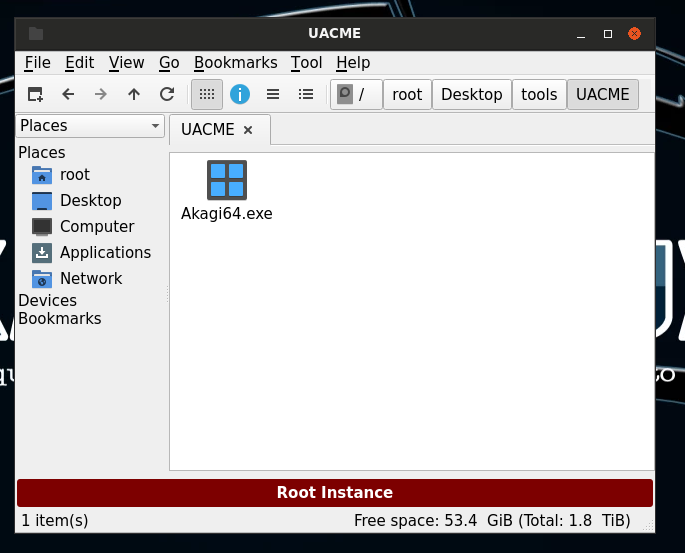 UACME
File Edit View Go Bookmarks Tool Help
/ root Desktop tools UACME
Places
UACME
Places
root
Desktop
Computer
Applications
Network
Devices
Bookmarks
Akagi64.exe
Root Instance
1 item(s) Free space: 53.4 GiB (Total: 1.8 TiB)